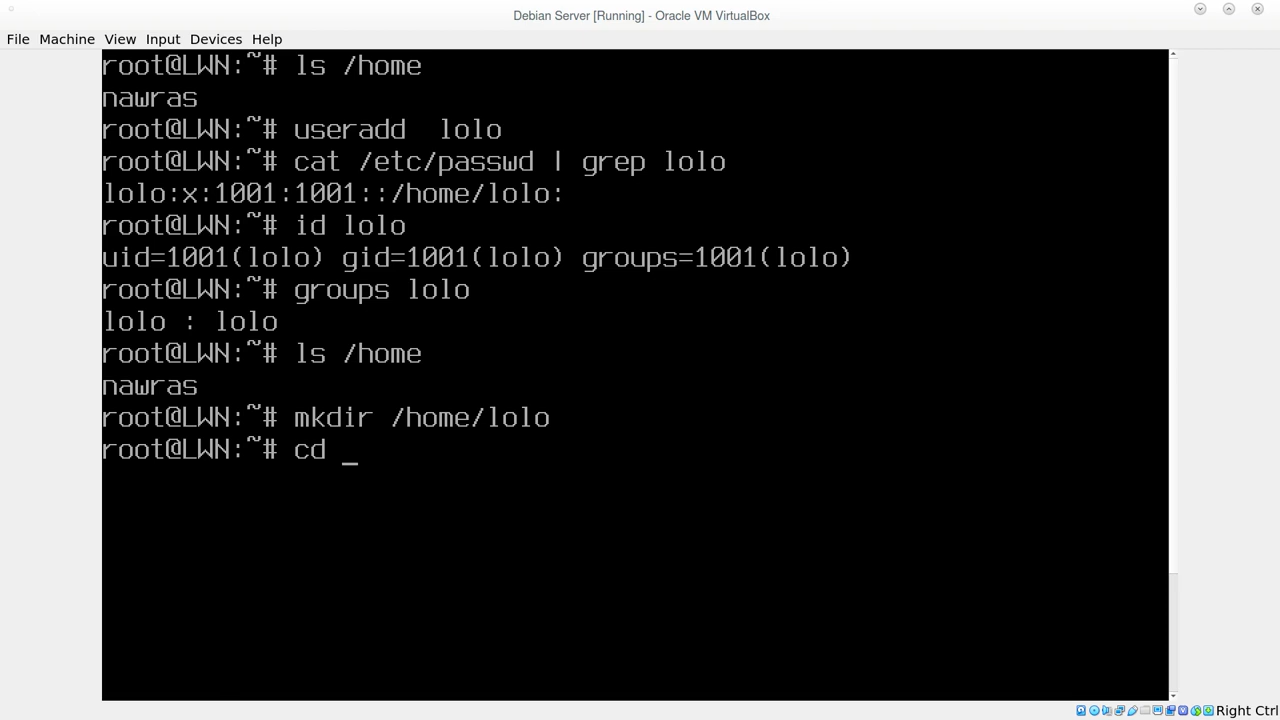 Debian Server [Running] - Oracle VM VirtualBox
File Machine View Input Devices Help
root@LWN:~# ls /home
nawras
root@LWN:~# useradd  lolo
root@LWN:~# cat /etc/passwd | grep lolo
lolo:x:1001:1001::/home/lolo:
root@LWN:~# id lolo
uid=1001(lolo) gid=1001(lolo) groups=1001(lolo)
root@LWN:~# groups lolo
lolo : lolo
root@LWN:~# ls /home
nawras
root@LWN:~# mkdir /home/lolo
root@LWN:~# cd _
Right Ctrl